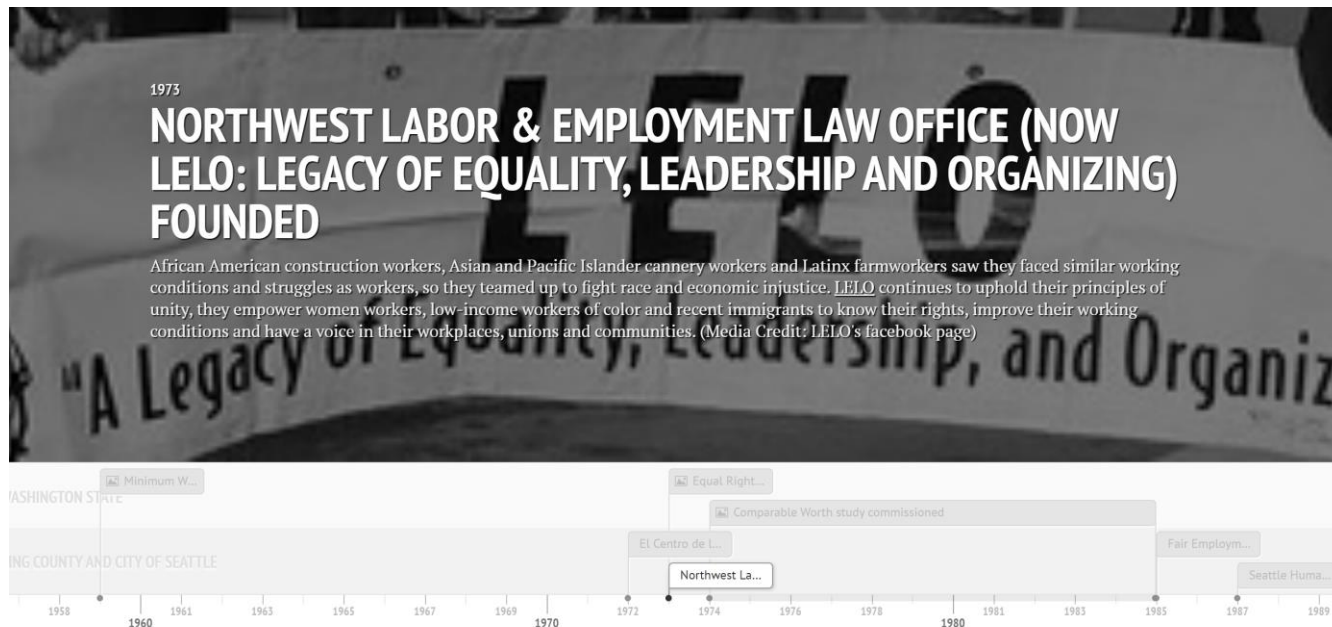 1973
NORTHWEST LABOR & EMPLOYMENT LAW OFFICE (NOW
LELO: LEGACY OF EQUALITY, LEADERSHIP AND ORGANIZING)
FOUNDED
African American construction workers, Asian and Pacific Islander cannery workers and Latinx farmworkers saw they faced similar working
conditions and struggles as workers, so they teamed up to fight race and economic injustice. LELO continues to uphold their principles of
unity, they empower women workers, low-income workers of color and recent immigrants to know their rights, improve their working
conditions and have a voice in their workplaces, unions and communities. (Media Credit: LELO's facebook page)
LELO
"A Legacy of Equality, Leadership, and Organiz
Minimum W...
Equal Right...
WASHINGTON STATE
Comparable Worth study commissioned
El Centro de l...
Fair Employm...
ING COUNTY AND CITY OF SEATTLE
Northwest La...
Seattle Huma...
1958 1961 1963 1965 1967 1969 1972 1974 1976 1978 1981 1983 1985 1987 1989
1960 1970 1980